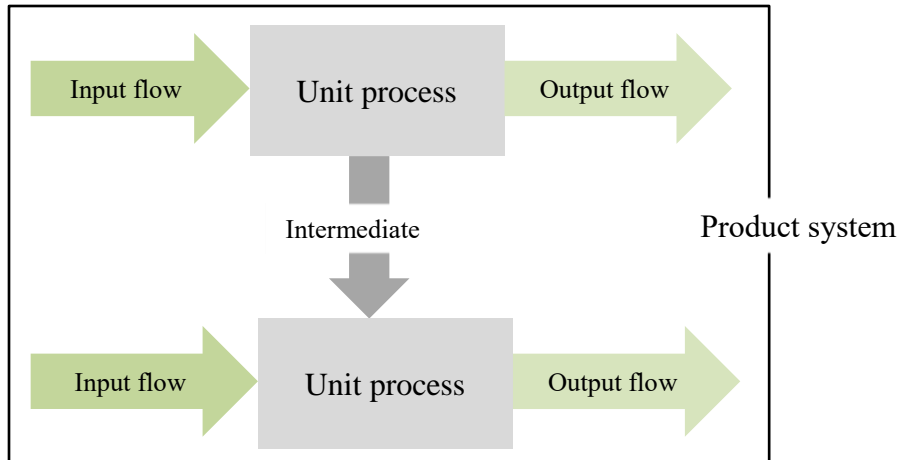 Input flow
Unit process
Output flow
Intermediate
Product system
Input flow
Unit process
Output flow